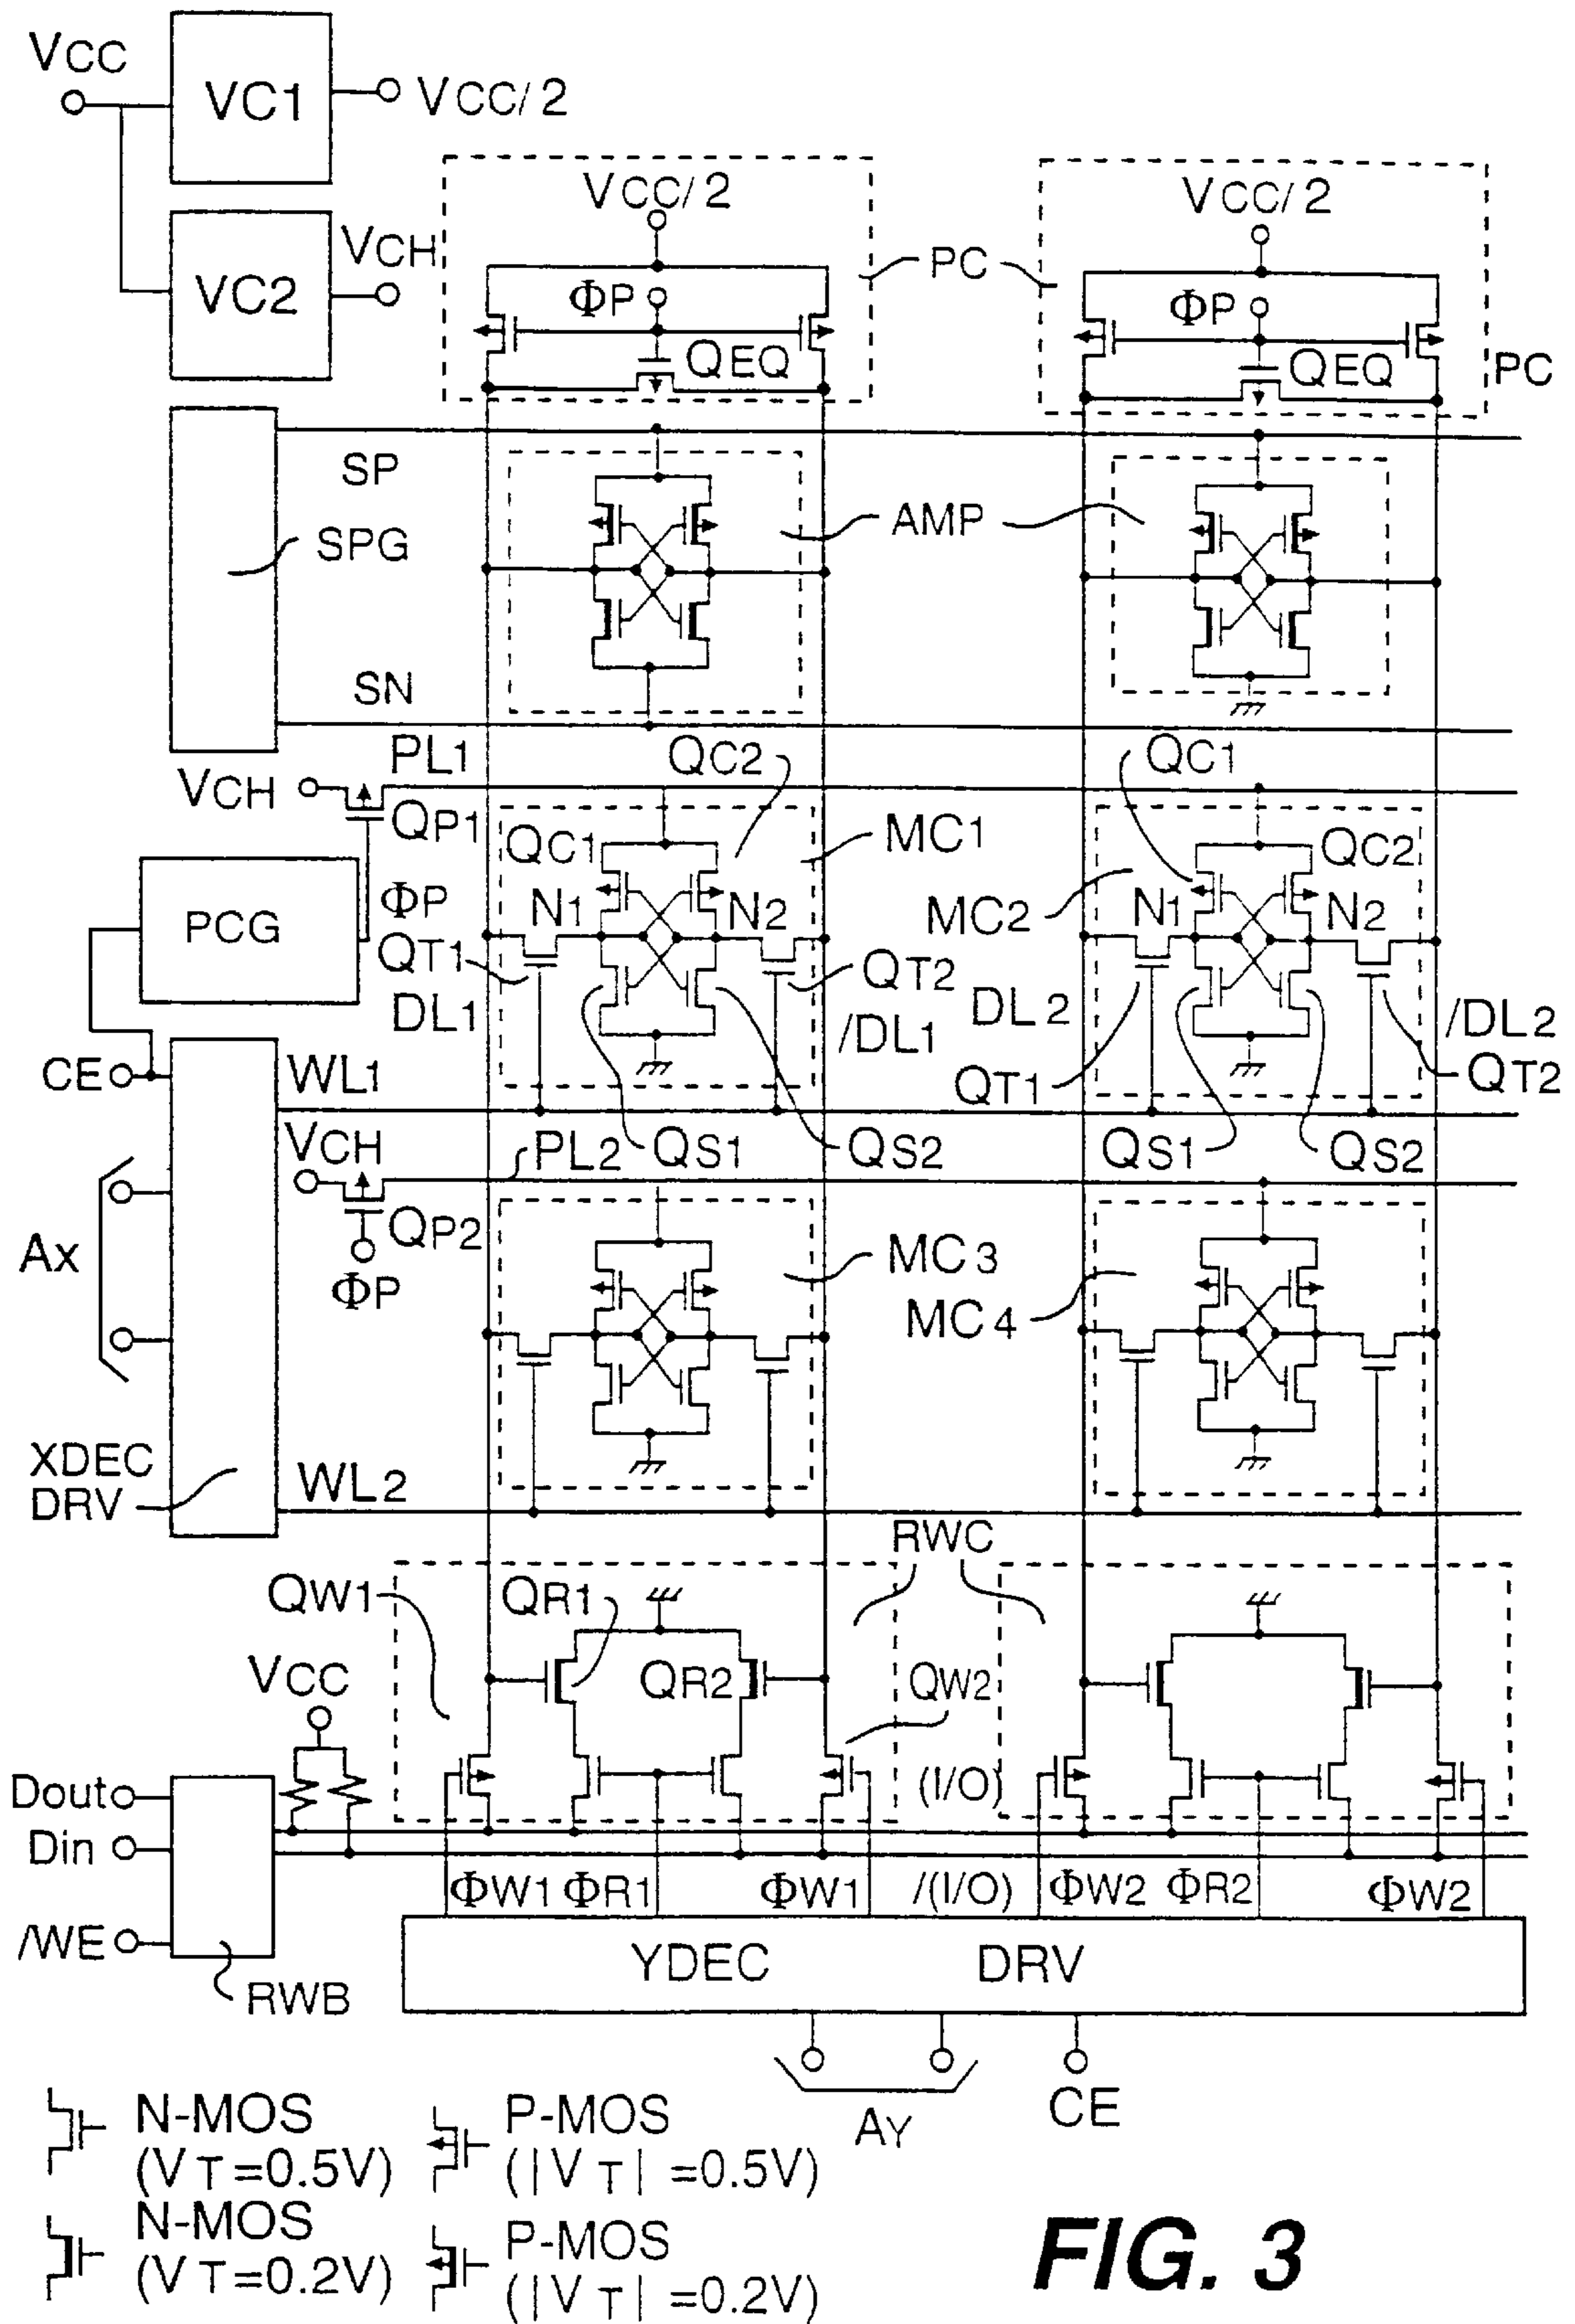 VCC
VC1
VCC/2
VC2
VCH
VCC/2
ΦP
QEQ
PC
VCC/2
ΦP
QEQ
PC
SP
SPG
SN
AMP
PL1
VCH
QP1
QC2
QC1
QC1
MC1
QC2
PCG
ΦP
N1
N2
MC2
N1
N2
QT1
QT2
DL1
/DL1
DL2
/DL2
CE
WL1
QT1
QT2
VCH
PL2
QS1
QS2
QS1
QS2
AX
QP2
ΦP
MC3
MC4
XDEC
DRV
WL2
RWC
QW1
QR1
QR2
QW2
VCC
Dout
Din
(I/O)
ΦW1
ΦR1
ΦW1
/(I/O)
ΦW2
ΦR2
ΦW2
/WE
RWB
YDEC DRV
AY
CE
N-MOS
(VT=0.5V)
P-MOS
(|VT|=0.5V)
N-MOS
(VT=0.2V)
P-MOS
(|VT|=0.2V)
FIG. 3